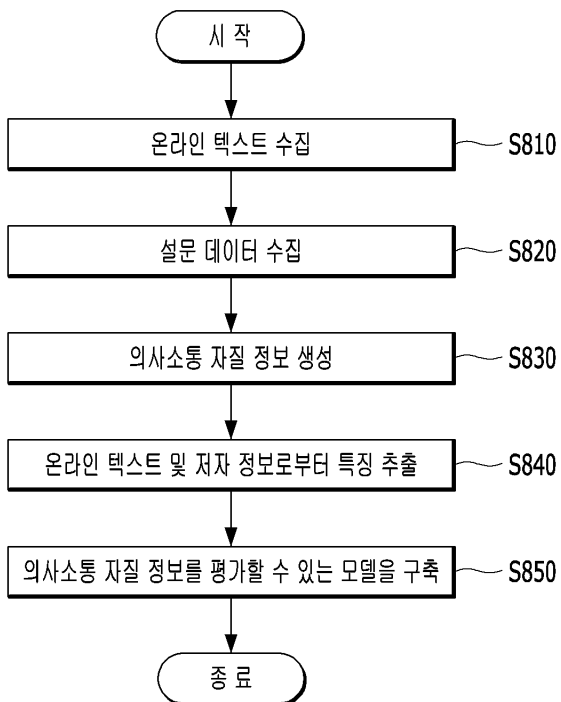 시 작
온라인 텍스트 수집
S810
설문 데이터 수집
S820
의사소통 자질 정보 생성
S830
온라인 텍스트 및 저자 정보로부터 특징 추출
S840
의사소통 자질 정보를 평가할 수 있는 모델을 구축
S850
종 료